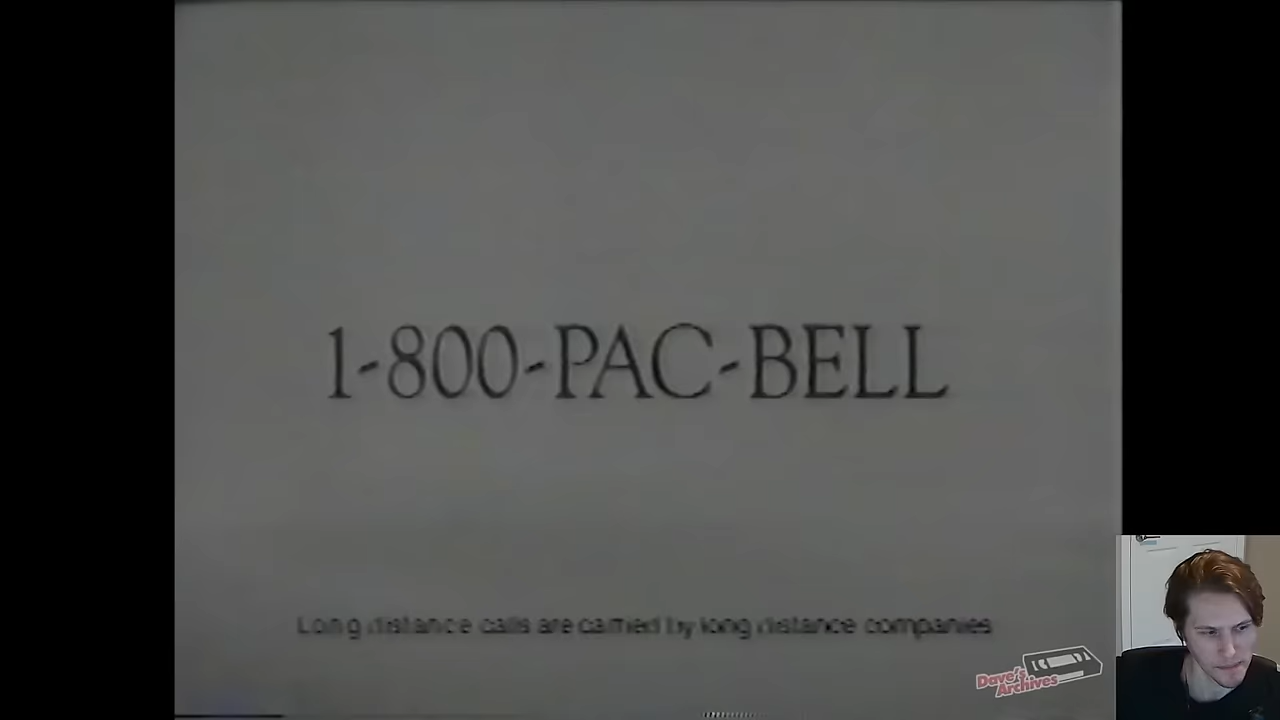 1-800-PAC-BELL
Long distance calls are carried by long distance companies
Dave's
Archives